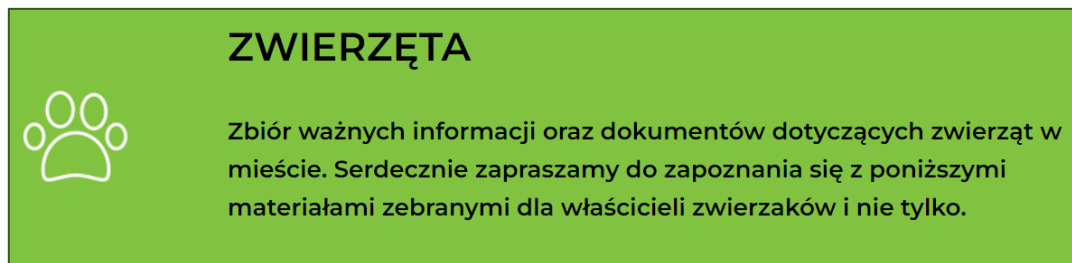 ZWIERZĘTA
Zbiór ważnych informacji oraz dokumentów dotyczących zwierząt w
mieście. Serdecznie zapraszamy do zapoznania się z poniższymi
materiałami zebranymi dla właścicieli zwierzaków i nie tylko.